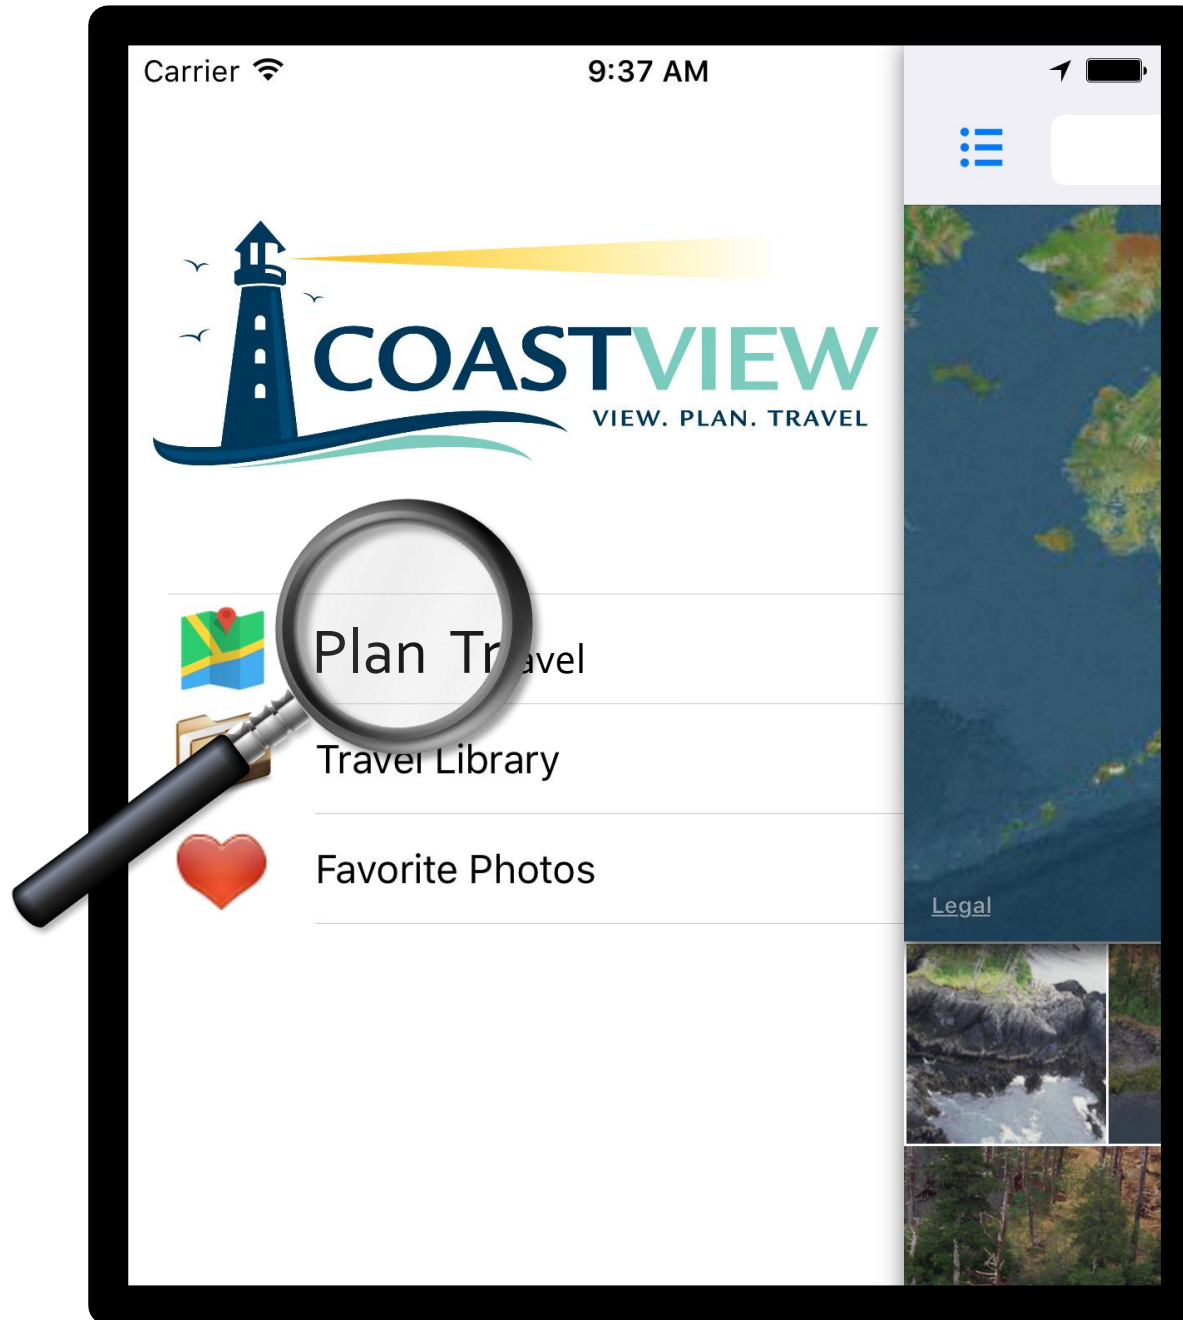 Carrier 9:37 AM
COASTVIEW
VIEW. PLAN. TRAVEL
Plan Travel
Travel Library
Favorite Photos
Legal